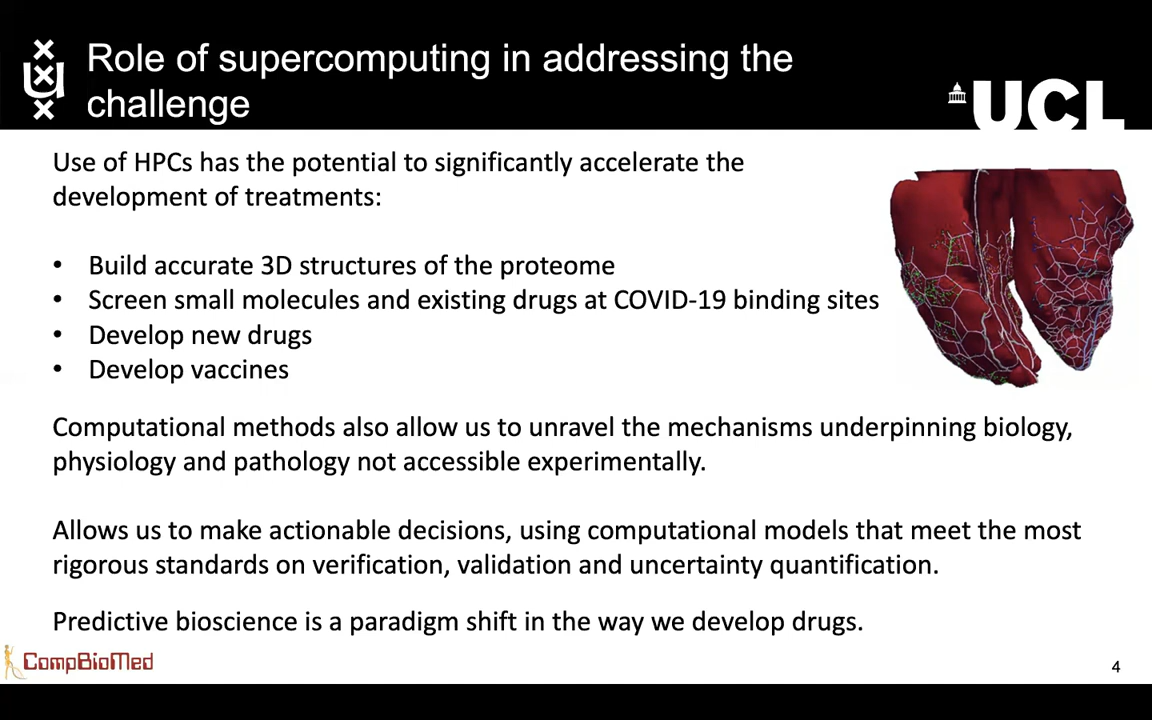 Role of supercomputing in addressing the
challenge
UCL
Use of HPCs has the potential to significantly accelerate the
development of treatments:
• Build accurate 3D structures of the proteome
• Screen small molecules and existing drugs at COVID-19 binding sites
• Develop new drugs
• Develop vaccines
Computational methods also allow us to unravel the mechanisms underpinning biology,
physiology and pathology not accessible experimentally.
Allows us to make actionable decisions, using computational models that meet the most
rigorous standards on verification, validation and uncertainty quantification.
Predictive bioscience is a paradigm shift in the way we develop drugs.
CompBioMed
4